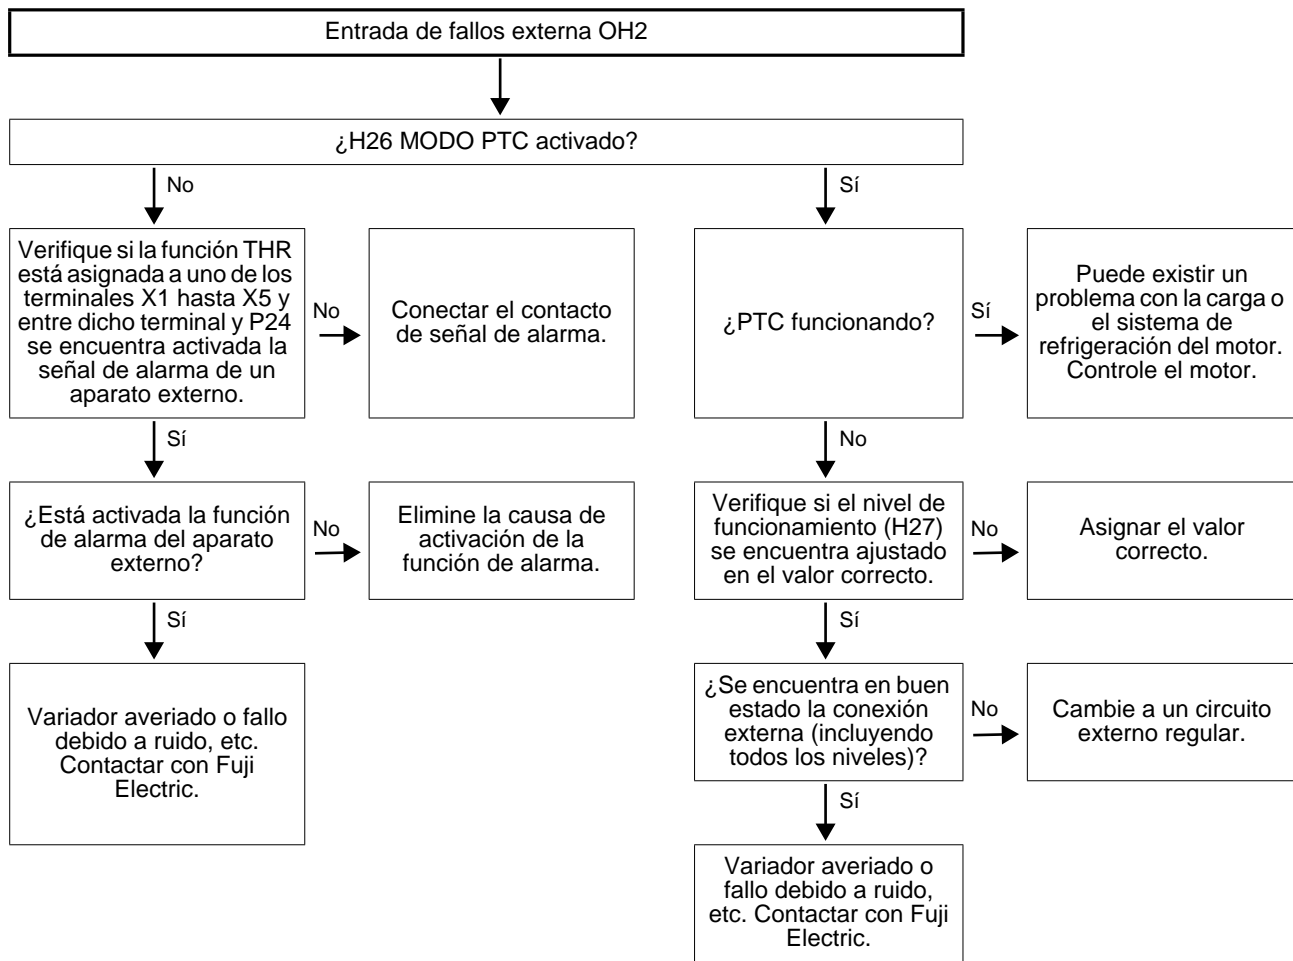 Entrada de fallos externa OH2
¿H26 MODO PTC activado?
No
Sí
Verifique si la función THR
está asignada a uno de los
terminales X1 hasta X5 y
entre dicho terminal y P24
se encuentra activada la
señal de alarma de un
aparato externo.
No
Conectar el contacto
de señal de alarma.
¿PTC funcionando?
Sí
Puede existir un
problema con la carga o
el sistema de
refrigeración del motor.
Controle el motor.
Sí
No
¿Está activada la función
de alarma del aparato
externo?
No
Elimine la causa de
activación de la
función de alarma.
Verifique si el nivel de
funcionamiento (H27)
se encuentra ajustado
en el valor correcto.
No
Asignar el valor
correcto.
Sí
Sí
Variador averiado o fallo
debido a ruido, etc.
Contactar con Fuji
Electric.
¿Se encuentra en buen
estado la conexión
externa (incluyendo
todos los niveles)?
No
Cambie a un circuito
externo regular.
Sí
Variador averiado o
fallo debido a ruido,
etc. Contactar con Fuji
Electric.